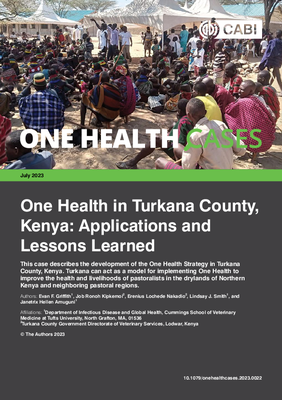 CABI
ONE HEALTH CASES
July 2023
One Health in Turkana County,
Kenya: Applications and
Lessons Learned
This case describes the development of the One Health Strategy in Turkana
County, Kenya. Turkana can act as a model for implementing One Health to
improve the health and livelihoods of pastoralists in the drylands of Northern
Kenya and neighboring pastoral regions.
Authors: Evan F. Griffith¹, Job Ronoh Kipkemoi², Erenius Lochede Nakadio², Lindsay J. Smith¹, and
Janetrix Hellen Amuguni¹
Affiliations: ¹Department of Infectious Disease and Global Health, Cummings School of Veterinary
Medicine at Tufts University, North Grafton, MA, 01536
²Turkana County Government Directorate of Veterinary Services, Lodwar, Kenya
© The Authors 2023
10.1079/onehealthcases.2023.0022